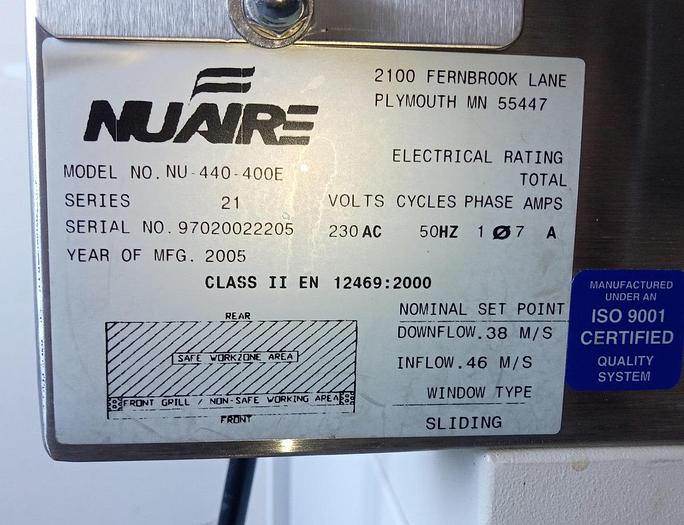 NUAIRE
2100 FERNBROOK LANE
PLYMOUTH MN 55447
MODEL NO. NU-440-400E
ELECTRICAL RATING
TOTAL
SERIES 21
VOLTS CYCLES PHASE AMPS
SERIAL NO. 97020022205
230 AC 50HZ 1 Ø 7 A
YEAR OF MFG. 2005
CLASS II EN 12469:2000
REAR
SAFE WORKZONE AREA
FRONT GRILL / NON-SAFE WORKING AREA
FRONT
NOMINAL SET POINT
DOWNFLOW .38 M/S
INFLOW .46 M/S
WINDOW TYPE
SLIDING
MANUFACTURED
UNDER AN
ISO 9001
CERTIFIED
QUALITY
SYSTEM